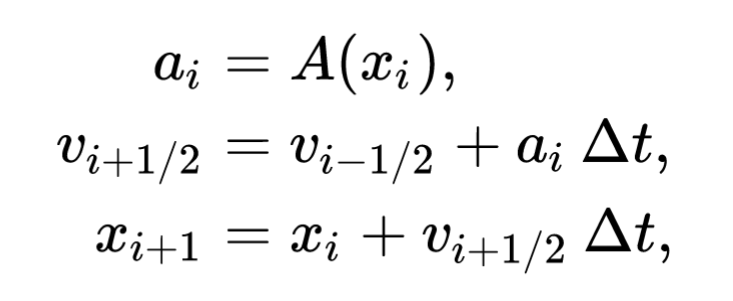 a_i = A(x_i),
v_{i+1/2} = v_{i-1/2} + a_i Δt,
x_{i+1} = x_i + v_{i+1/2} Δt,